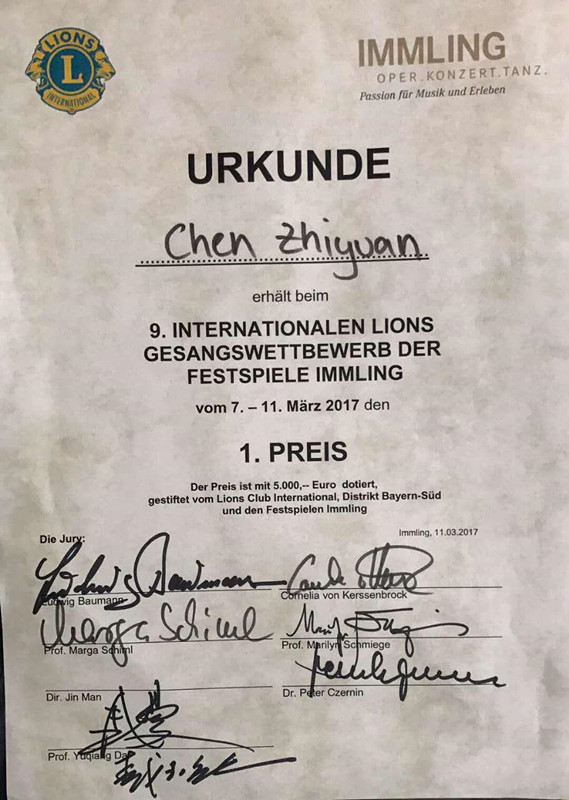 LIONS
L
INTERNATIONAL
IMMLING
OPER.KONZERT.TANZ.
Passion für Musik und Erleben
URKUNDE
Chen Zhiyuan
erhält beim
9. INTERNATIONALEN LIONS
GESANGSWETTBEWERB DER
FESTSPIELE IMMLING
vom 7. – 11. März 2017 den
1. PREIS
Der Preis ist mit 5.000,-- Euro dotiert,
gestiftet vom Lions Club International, Distrikt Bayern-Süd
und den Festspielen Immling
Die Jury:
Immling, 11.03.2017
Ludwig Baumann
Ludwig Baumann
Cornelia von Kerssenbrock
Marga Schiml
Prof. Marga Schiml
Prof. Marilyn Schmiege
Dir. Jin Man
Dr. Peter Czernin
Prof. Yuqiang